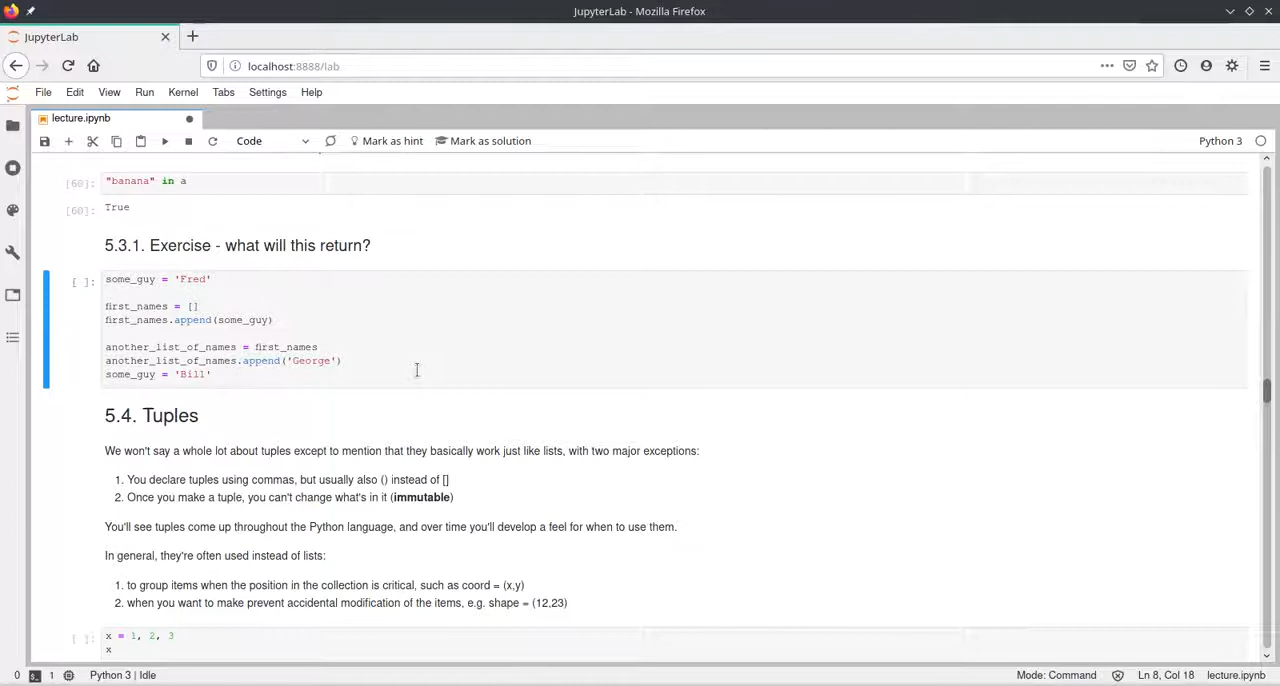 JupyterLab - Mozilla Firefox
JupyterLab
localhost:8888/lab
File Edit View Run Kernel Tabs Settings Help
lecture.ipynb
Code Mark as hint Mark as solution Python 3
[60]: "banana" in a
[60]: True
5.3.1. Exercise - what will this return?
[ ]: some_guy = 'Fred'
first_names = []
first_names.append(some_guy)
another_list_of_names = first_names
another_list_of_names.append('George')
some_guy = 'Bill'
5.4. Tuples
We won't say a whole lot about tuples except to mention that they basically work just like lists, with two major exceptions:
1. You declare tuples using commas, but usually also () instead of []
2. Once you make a tuple, you can't change what's in it (immutable)
You'll see tuples come up throughout the Python language, and over time you'll develop a feel for when to use them.
In general, they're often used instead of lists:
1. to group items when the position in the collection is critical, such as coord = (x,y)
2. when you want to make prevent accidental modification of the items, e.g. shape = (12,23)
[ ]: x = 1, 2, 3
x
0 1 Python 3 | Idle Mode: Command Ln 8, Col 18 lecture.ipynb